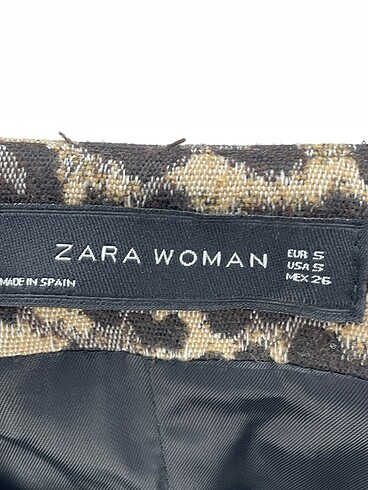 ZARA WOMAN
EUR S
USA S
MEX 26
MADE IN SPAIN